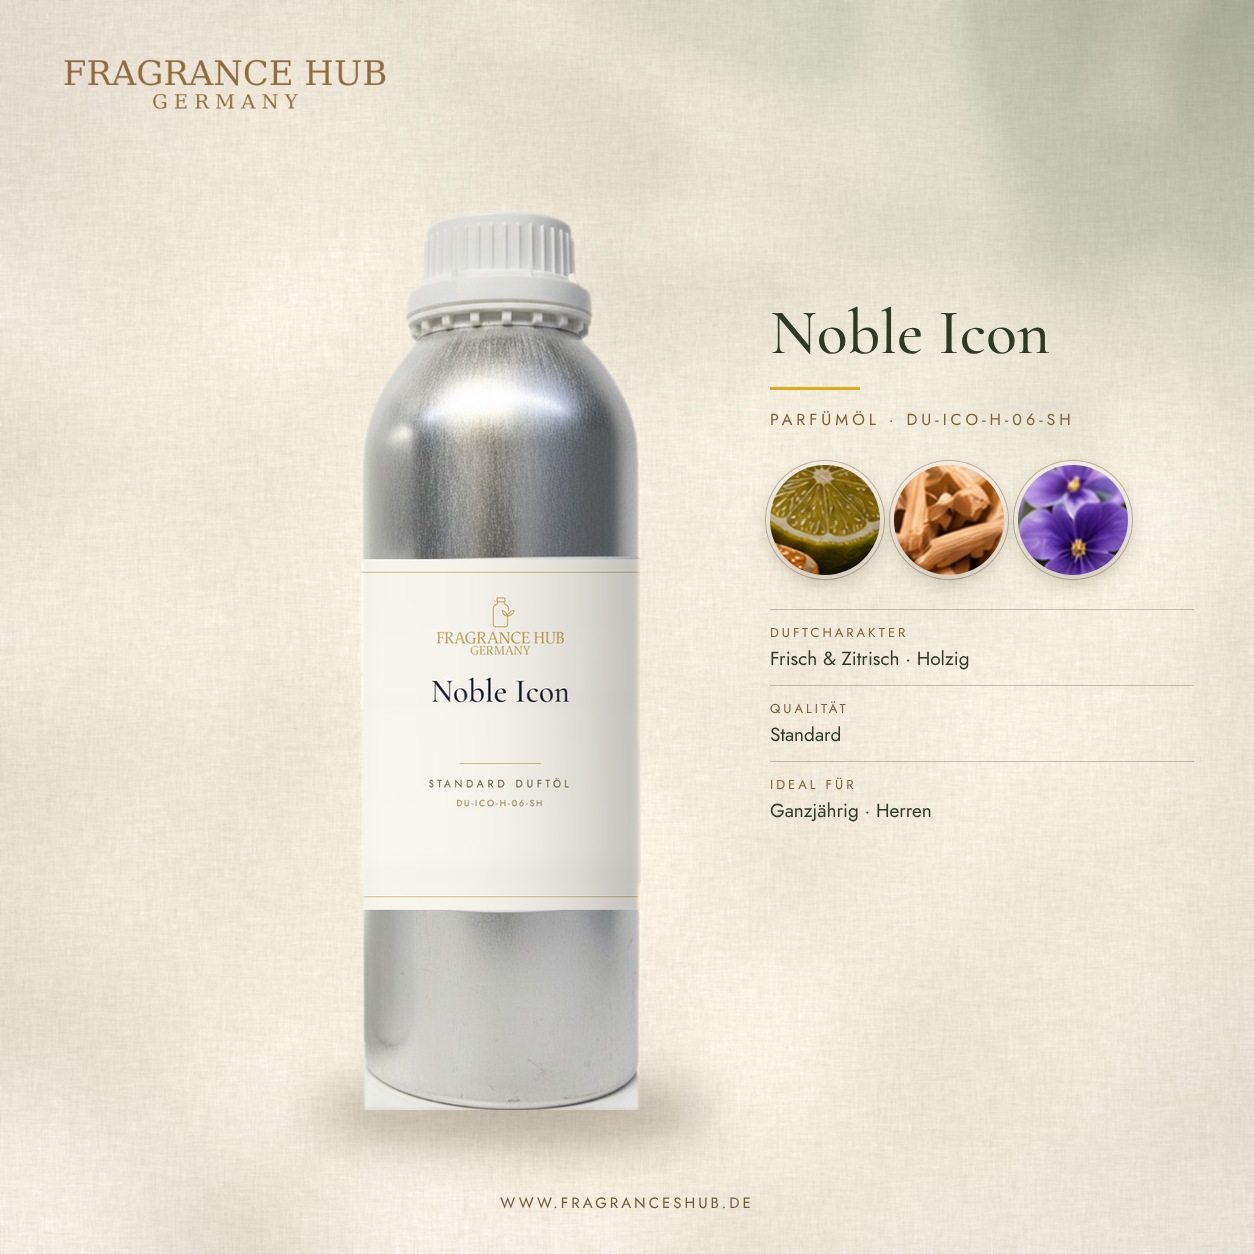 FRAGRANCE HUB
GERMANY
Noble Icon
PARFÜMÖL · DU-ICO-H-06-SH
DUFTCHARAKTER
Frisch & Zitrisch · Holzig
QUALITÄT
Standard
IDEAL FÜR
Ganzjährig · Herren
FRAGRANCE HUB
GERMANY
Noble Icon
STANDARD DUFTÖL
DU-ICO-H-06-SH
WWW.FRAGRANCESHUB.DE